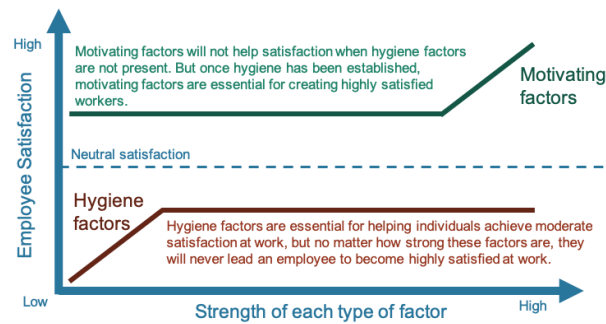 High
Motivating factors will not help satisfaction when hygiene factors
are not present. But once hygiene has been established,
motivating factors are essential for creating highly satisfied
workers.
Motivating
factors
Employee Satisfaction
Neutral satisfaction
Hygiene
factors
Hygiene factors are essential for helping individuals achieve moderate
satisfaction at work, but no matter how strong these factors are, they
will never lead an employee to become highly satisfied at work.
Low
Strength of each type of factor
High